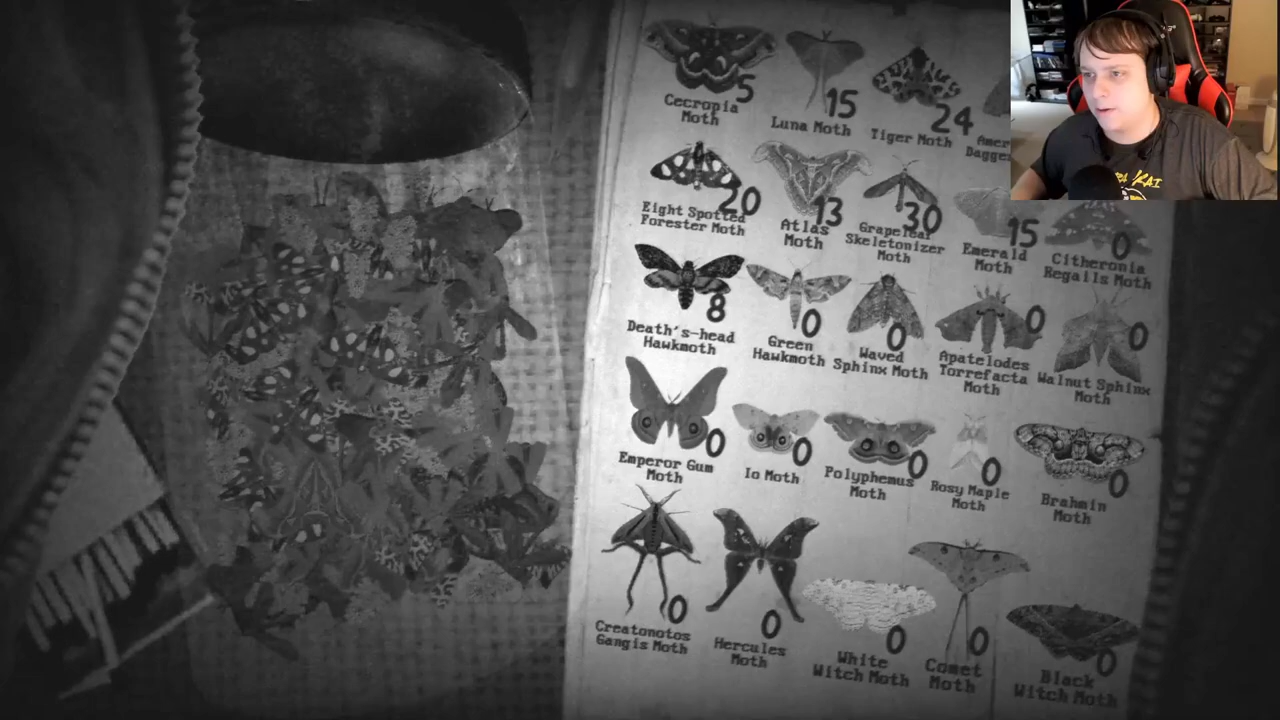 5
Cecropia
Moth
15
Luna Moth
24
Tiger Moth
20
Eight Spotted
Forester Moth
13
Atlas
Moth
30
Grapeleaf
Skeletonizer
Moth
15
Emerald
Moth
0
Citheronia
Regails Moth
8
Death's-head
Hawkmoth
0
Green
Hawkmoth
0
Waved
Sphinx Moth
0
Apatelodes
Torrefacta
Moth
0
Walnut Sphinx
Moth
0
Emperor Gum
Moth
0
Io Moth
0
Polyphemus
Moth
0
Rosy Maple
Moth
0
Brahmin
Moth
0
Creatonotos
Gangis Moth
0
Hercules
Moth
0
White
Witch Moth
0
Comet
Moth
0
Black
Witch Moth